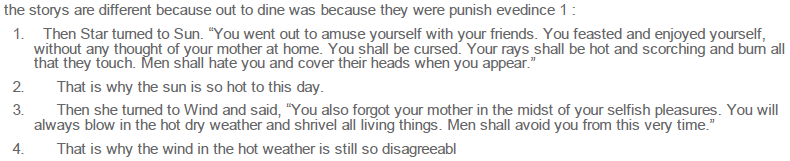 the storys are different because out to dine was because they were punish evedince 1 :
1. Then Star turned to Sun. “You went out to amuse yourself with your friends. You feasted and enjoyed yourself,
without any thought of your mother at home. You shall be cursed. Your rays shall be hot and scorching and burn all
that they touch. Men shall hate you and cover their heads when you appear.”
2. That is why the sun is so hot to this day.
3. Then she turned to Wind and said, “You also forgot your mother in the midst of your selfish pleasures. You will
always blow in the hot dry weather and shrivel all living things. Men shall avoid you from this very time.”
4. That is why the wind in the hot weather is still so disagreeabl